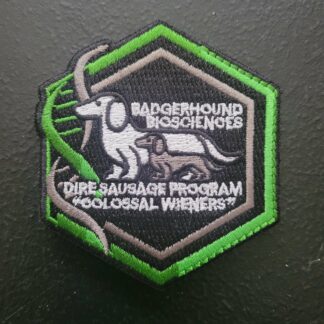 BADGERHOUND
BIOSCIENCES
DIRE SAUSAGE PROGRAM
"COLOSSAL WIENERS"